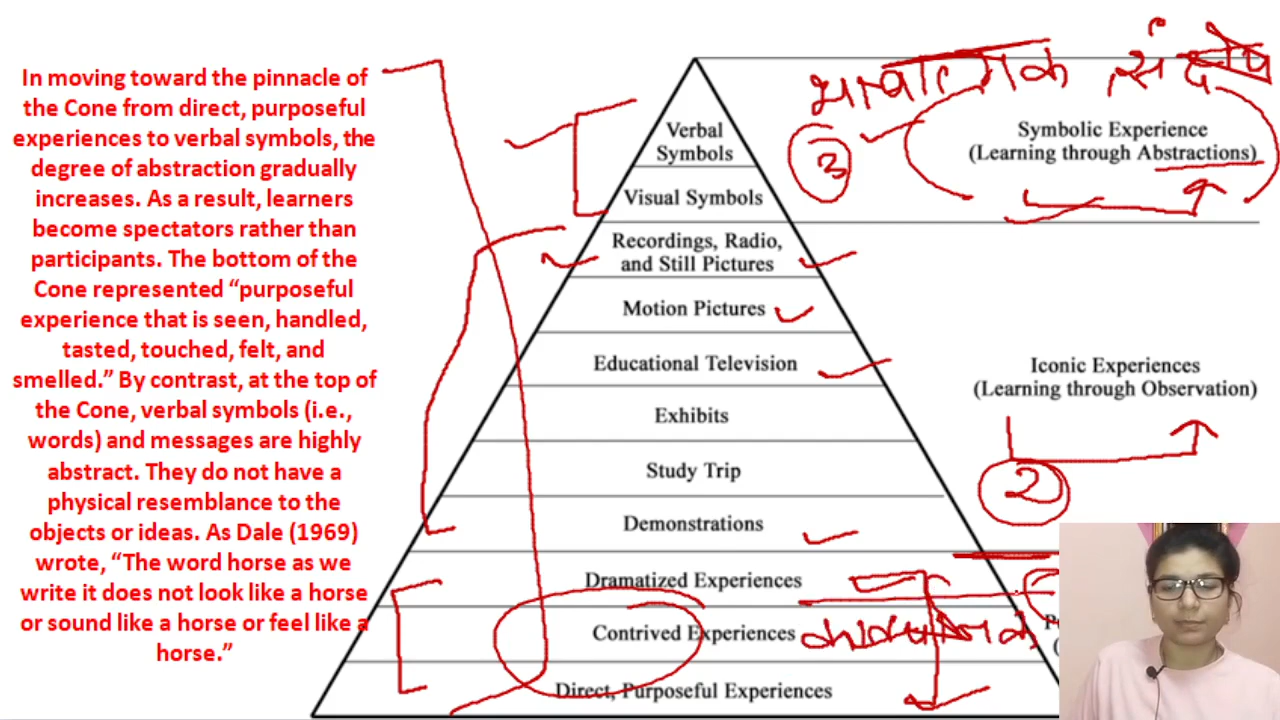 In moving toward the pinnacle of
the Cone from direct, purposeful
experiences to verbal symbols, the
degree of abstraction gradually
increases. As a result, learners
become spectators rather than
participants. The bottom of the
Cone represented “purposeful
experience that is seen, handled,
tasted, touched, felt, and
smelled.” By contrast, at the top of
the Cone, verbal symbols (i.e.,
words) and messages are highly
abstract. They do not have a
physical resemblance to the
objects or ideas. As Dale (1969)
wrote, “The word horse as we
write it does not look like a horse
or sound like a horse or feel like a
horse.”
Verbal
Symbols
Visual Symbols
Recordings, Radio,
and Still Pictures
Motion Pictures
Educational Television
Exhibits
Study Trip
Demonstrations
Dramatized Experiences
Contrived Experiences
Direct, Purposeful Experiences
3
Symbolic Experience
(Learning through Abstractions)
Iconic Experiences
(Learning through Observation)
2